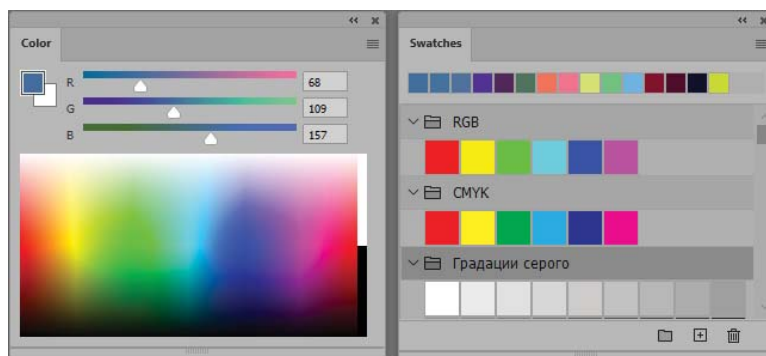 Color
R 68
G 109
B 157
Swatches
RGB
CMYK
Градации серого